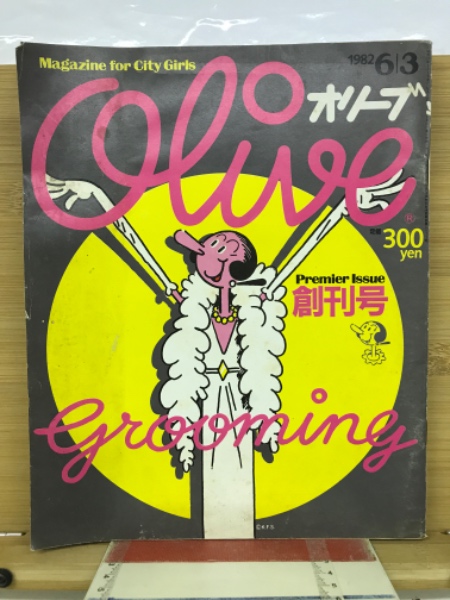 Magazine for City Girls
1982 6|3
Olive
オリーブ
®
300
yen
Premier Issue
創刊号
Grooming
©K.F.S.